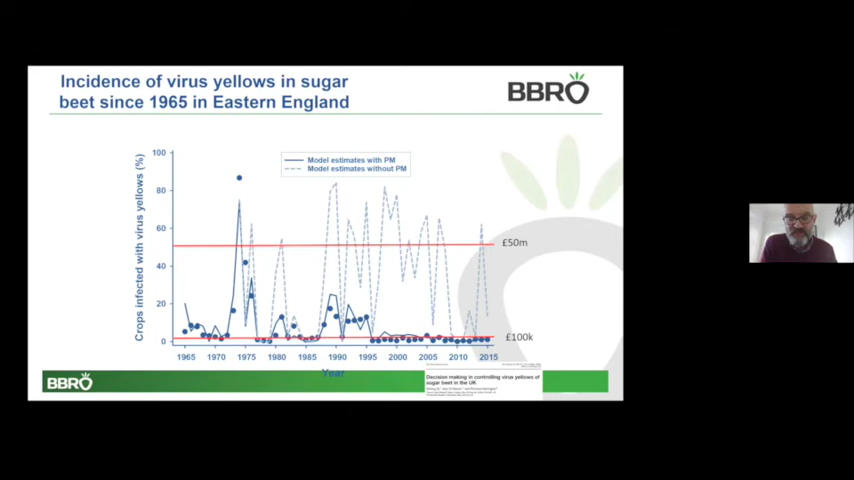 Incidence of virus yellows in sugar
beet since 1965 in Eastern England
BBRO
100
80
60
40
20
0
Crops infected with virus yellows (%)
Model estimates with PM
Model estimates without PM
£50m
£100k
1965 1970 1975 1980 1985 1990 1995 2000 2005 2010 2015
Year
BBRO
Decision making in controlling virus yellows of
sugar beet in the UK